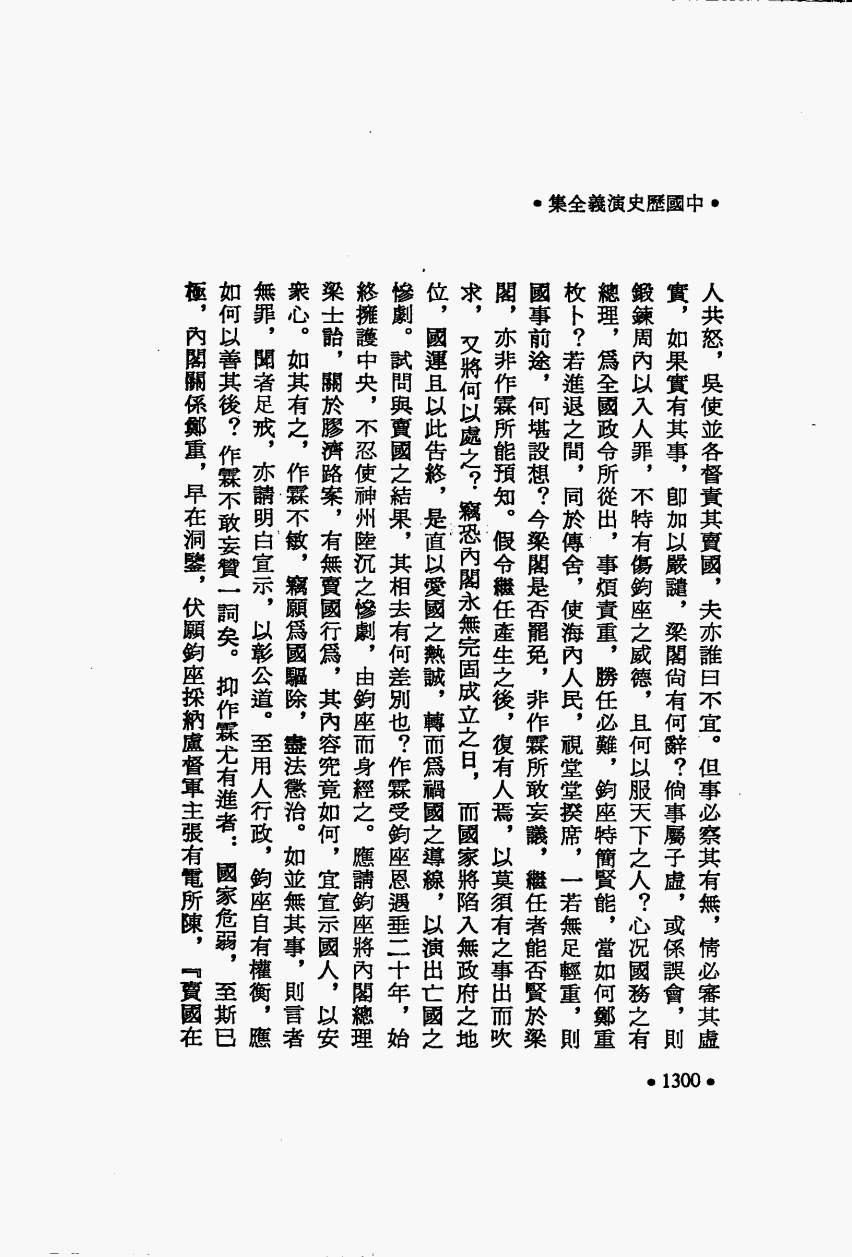 •中國歷史演義全集•
人共怒，吳使並各督責其賣國，夫亦誰曰不宜。但事必察其有無，情必審其虛
實，如果實有其事，卽加以嚴譴，梁閣尙有何辭？倘事屬子虛，或係誤會，則
鍛鍊周內以入人罪，不特有傷鈞座之威德，且何以服天下之人？心況國務之有
總理，爲全國政令所從出，事煩責重，勝任必難，鈞座特簡賢能，當如何鄭重
枚卜？若進退之間，同於傳舍，使海內人民，視堂堂揆席，一若無足輕重，則
國事前途，何堪設想？今梁閣是否罷免，非作霖所敢妄議，繼任者能否賢於梁
閣，亦非作霖所能預知。假令繼任產生之後，復有人焉，以莫須有之事出而吹
求，又將何以處之？竊恐內閣永無完固成立之日，而國家將陷入無政府之地
位，國運且以此告終，是直以愛國之熱誠，轉而爲禍國之導線，以演出亡國之
慘劇。試問與賣國之結果，其相去有何差別也？作霖受鈞座恩遇垂二十年，始
終擁護中央，不忍使神州陸沉之慘劇，由鈞座而身經之。應請鈞座將內閣總理
梁士詒，關於膠濟路案，有無賣國行爲，其內容究竟如何，宜宣示國人，以安
衆心。如其有之，作霖不敏，竊願爲國驅除，盡法懲治。如並無其事，則言者
無罪，聞者足戒，亦請明白宣示，以彰公道。至用人行政，鈞座自有權衡，應
如何以善其後？作霖不敢妄贊一詞矣。抑作霖尤有進者：國家危弱，至斯已
極，內閣關係鄭重，早在洞鑒，伏願鈞座採納盧督軍主張有電所陳，『賣國在
•1300•